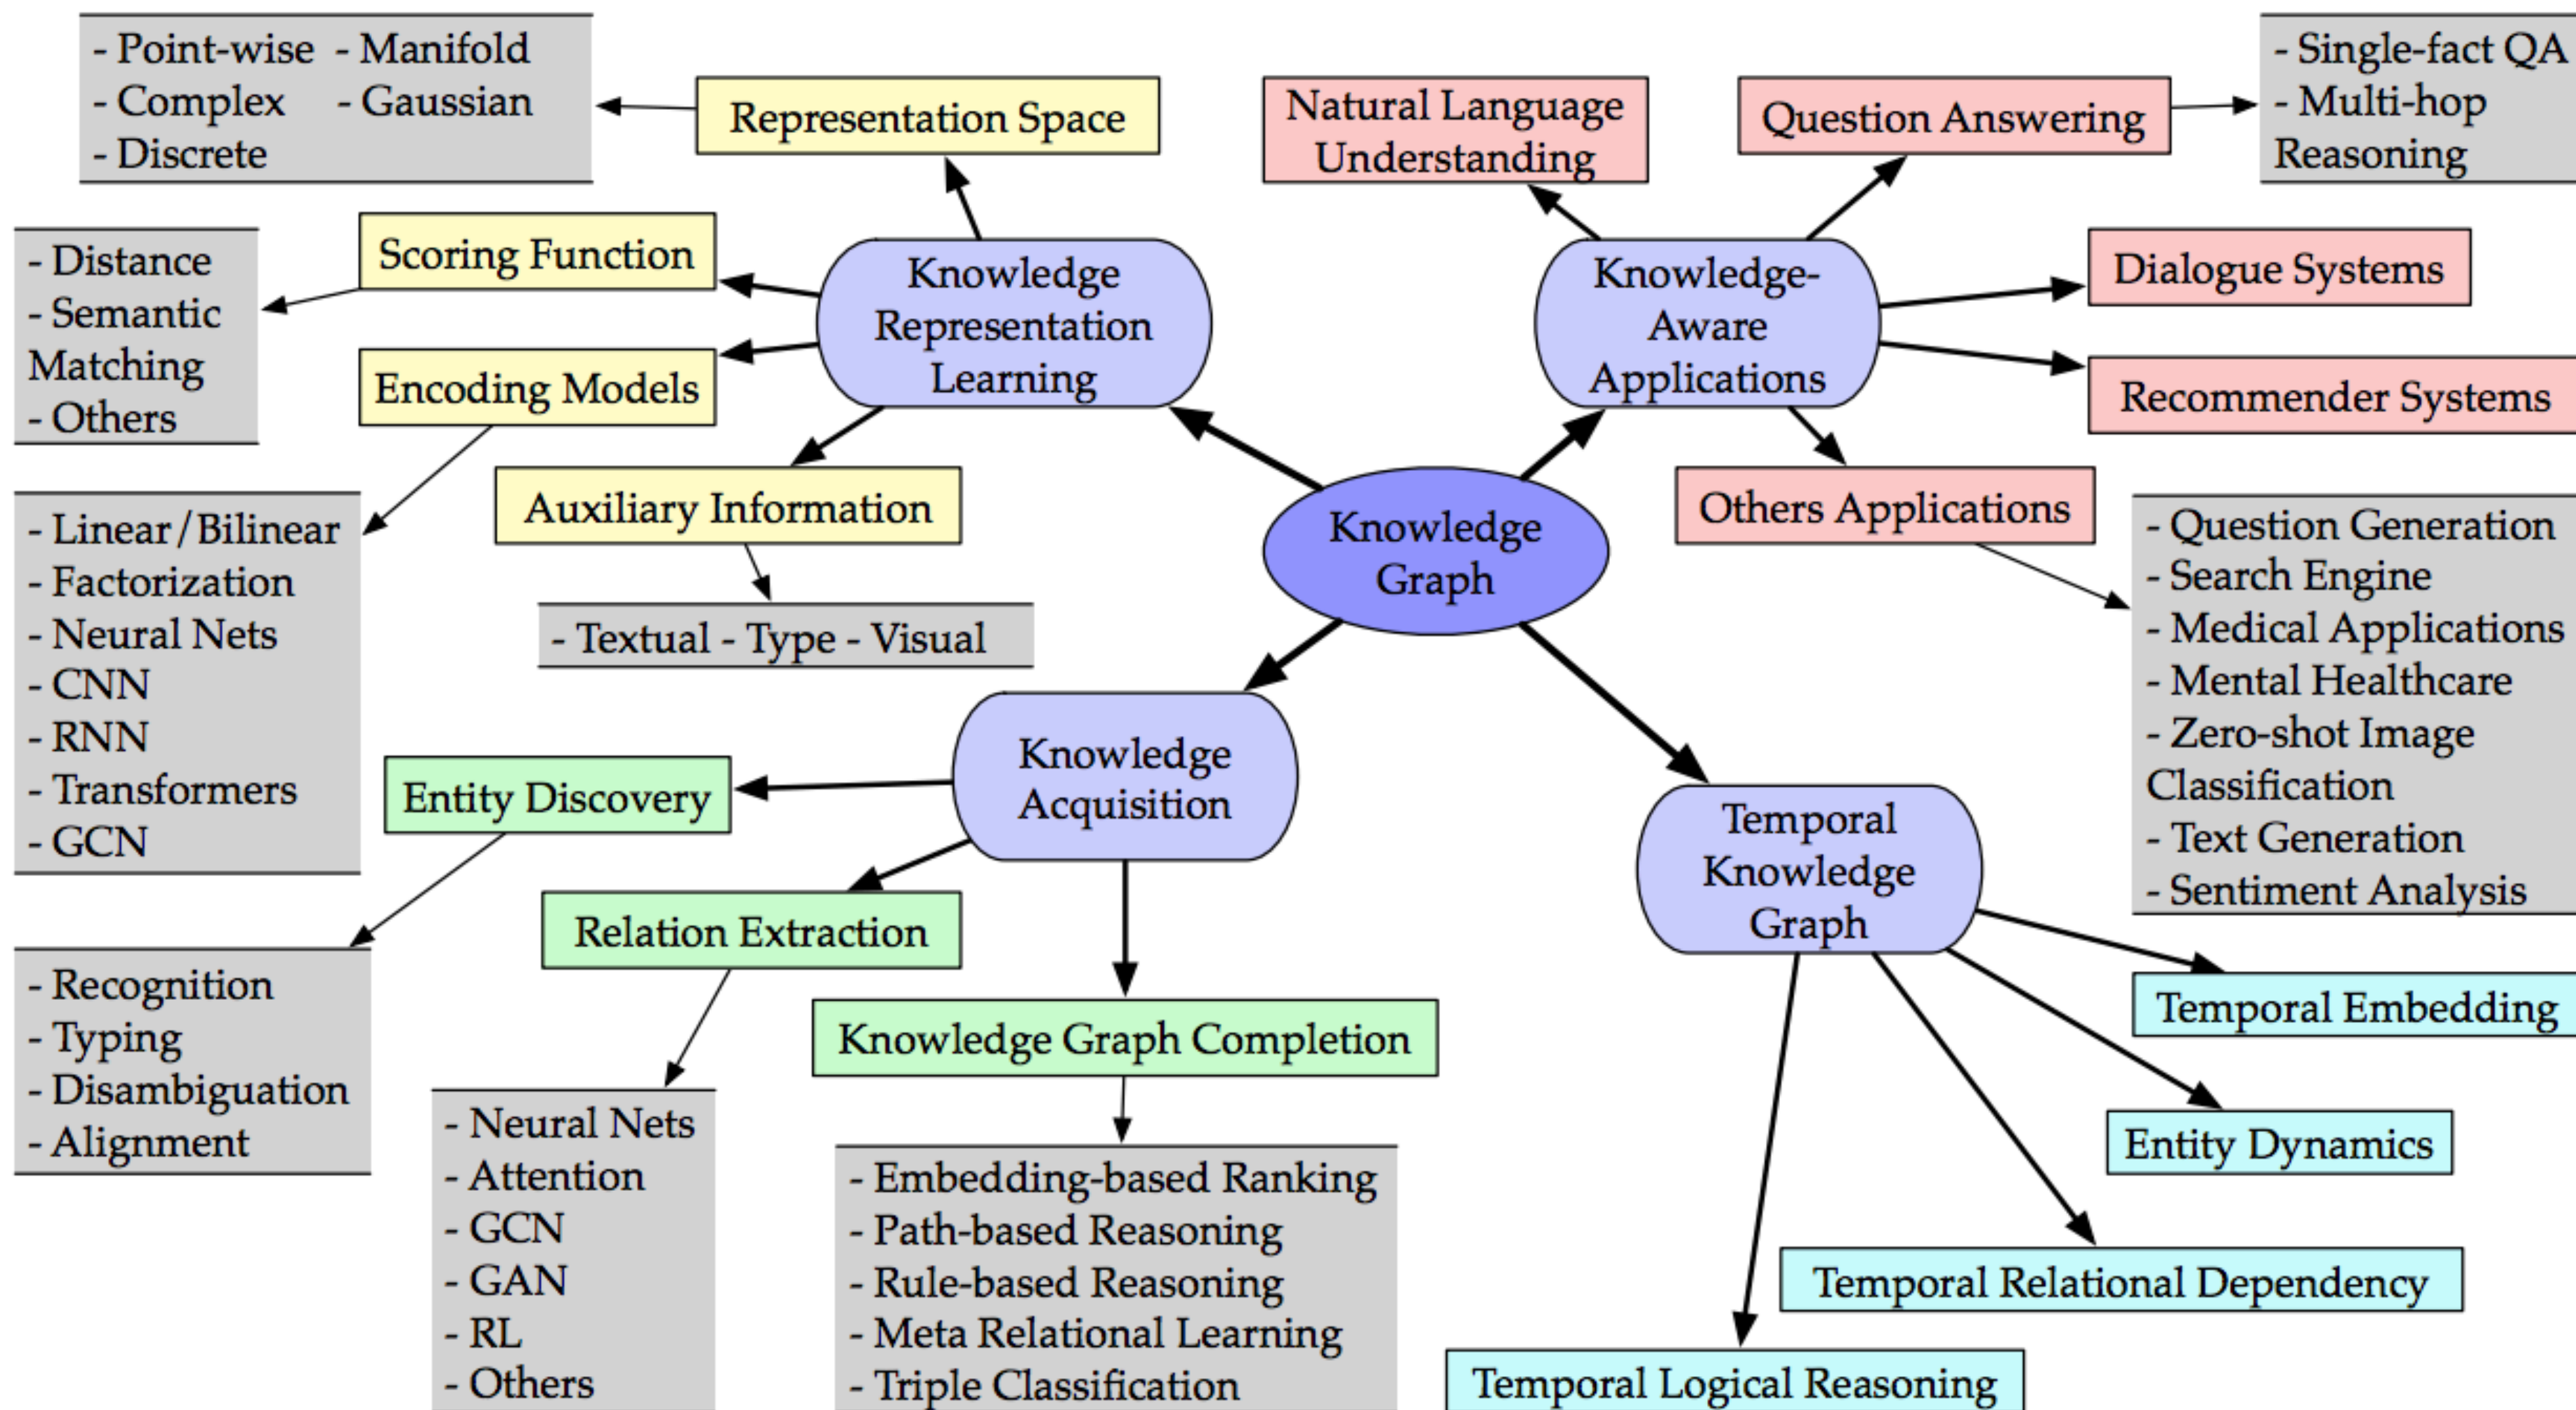 - Point-wise - Manifold
- Complex - Gaussian
- Discrete
Representation Space
Natural Language
Understanding
Question Answering
- Single-fact QA
- Multi-hop
Reasoning
Scoring Function
- Distance
- Semantic
Matching
- Others
Knowledge
Representation
Learning
Knowledge-
Aware
Applications
Dialogue Systems
Encoding Models
Recommender Systems
Auxiliary Information
Knowledge
Graph
Others Applications
- Linear/Bilinear
- Factorization
- Neural Nets
- CNN
- RNN
- Transformers
- GCN
- Textual - Type - Visual
- Question Generation
- Search Engine
- Medical Applications
- Mental Healthcare
- Zero-shot Image
Classification
- Text Generation
- Sentiment Analysis
Knowledge
Acquisition
Entity Discovery
Temporal
Knowledge
Graph
Relation Extraction
- Recognition
- Typing
- Disambiguation
- Alignment
Knowledge Graph Completion
Temporal Embedding
- Neural Nets
- Attention
- GCN
- GAN
- RL
- Others
- Embedding-based Ranking
- Path-based Reasoning
- Rule-based Reasoning
- Meta Relational Learning
- Triple Classification
Entity Dynamics
Temporal Relational Dependency
Temporal Logical Reasoning